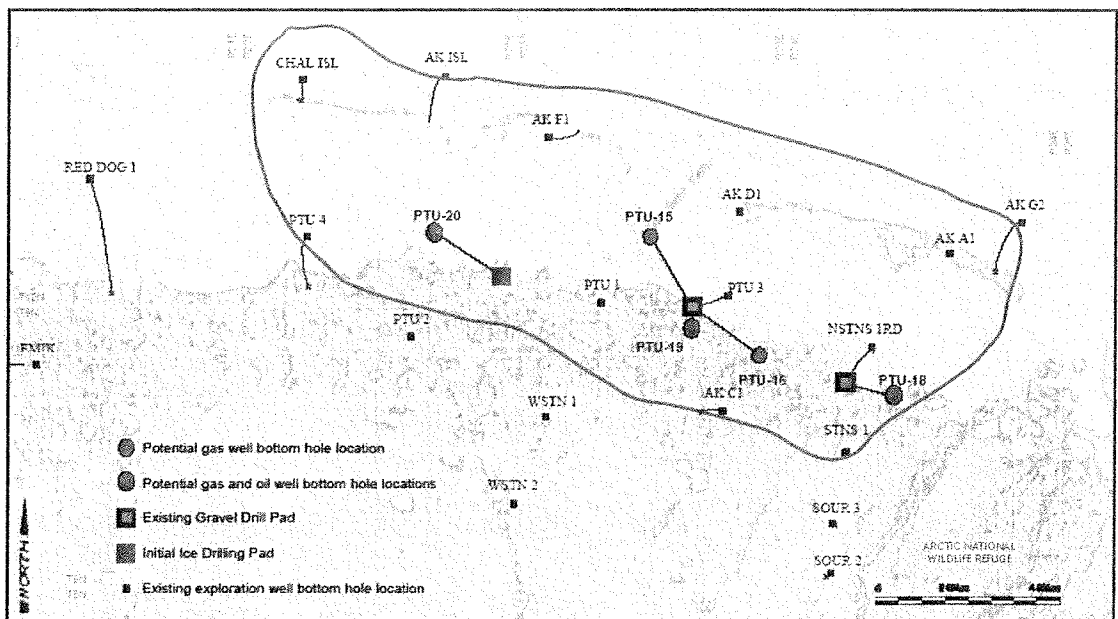 CHAL ISL
AK ISL
AK F1
RED DOG 1
PTU 4
PTU-20
PTU-15
AK D1
AK G2
AK A1
PTU 1
PTU 3
PTU 2
PTU-19
NSTNS 1RD
PTU-16
PTU-18
AK C1
WSTN 1
STNS 1
Potential gas well bottom hole location
Potential gas and oil well bottom hole locations
WSTN 2
Existing Gravel Drill Pad
SOUR 3
Initial Ice Drilling Pad
ARCTIC NATIONAL
WILDLIFE REFUGE
SOUR 2
Existing exploration well bottom hole location
NORTH